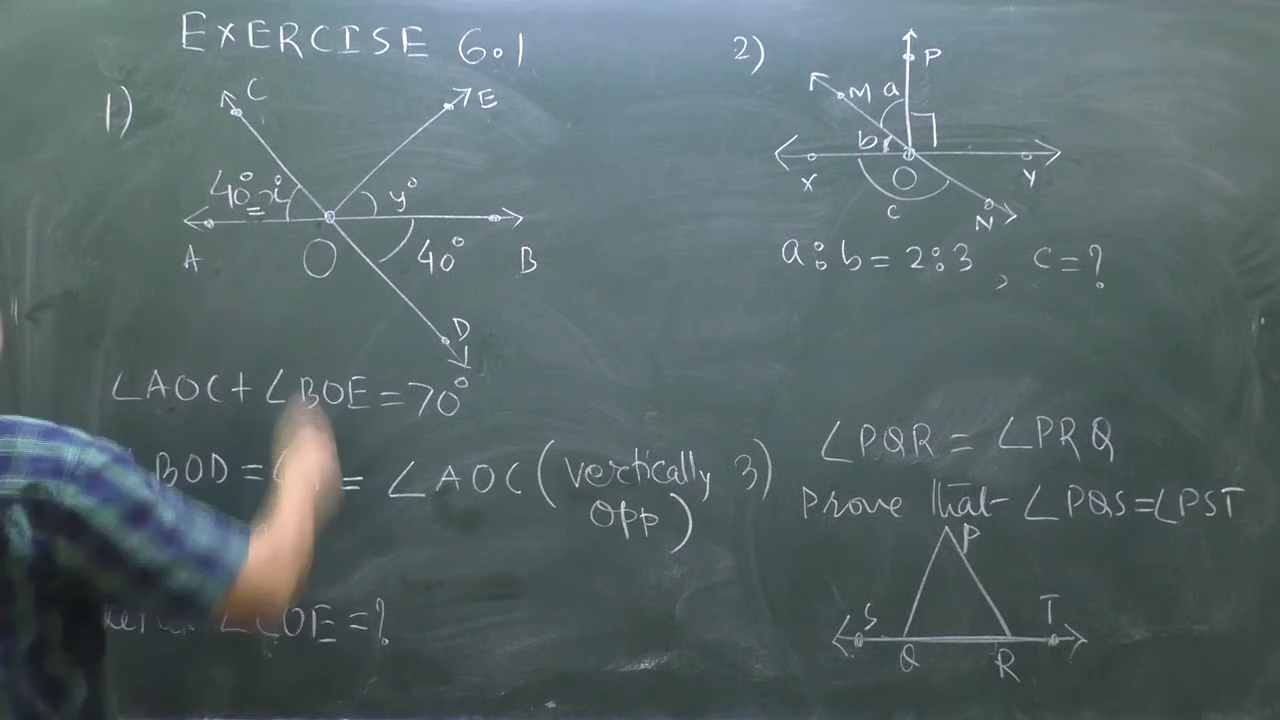 EXERCISE 6.1
1)
C
E
40° x°
y°
A
O
40°
B
D
∠AOC + ∠BOE = 70°
BOD =
= ∠AOC (vertically
opp)
∠COE = ?
2)
P
M a
b
X
O
Y
c
N
a:b = 2:3 , c = ?
3)
∠PQR = ∠PRQ
Prove that ∠PQS = ∠PST
P
S
T
Q
R